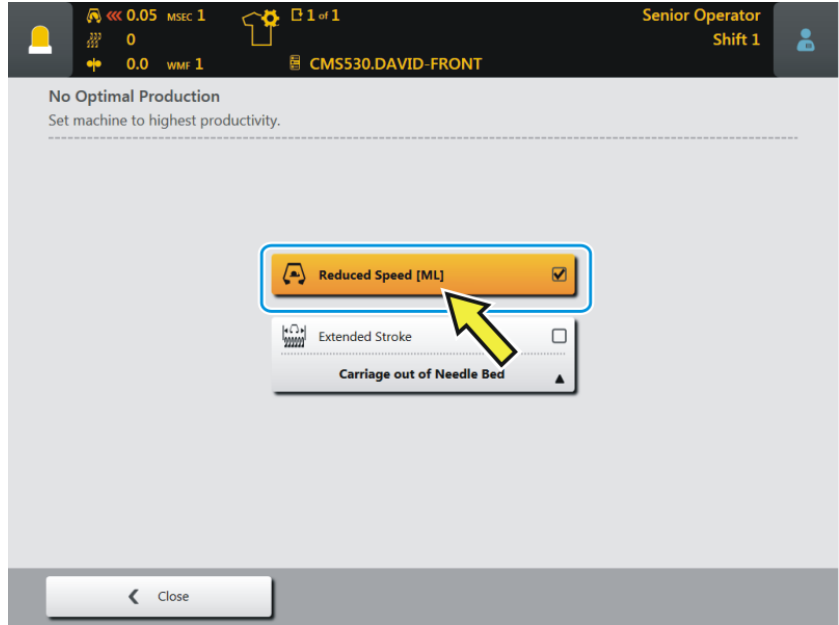 <<< 0.05 MSEC 1
0
0.0 WMF 1
1 of 1
CMS530.DAVID-FRONT
Senior Operator
Shift 1
No Optimal Production
Set machine to highest productivity.
Reduced Speed [ML]
Extended Stroke
Carriage out of Needle Bed
Close